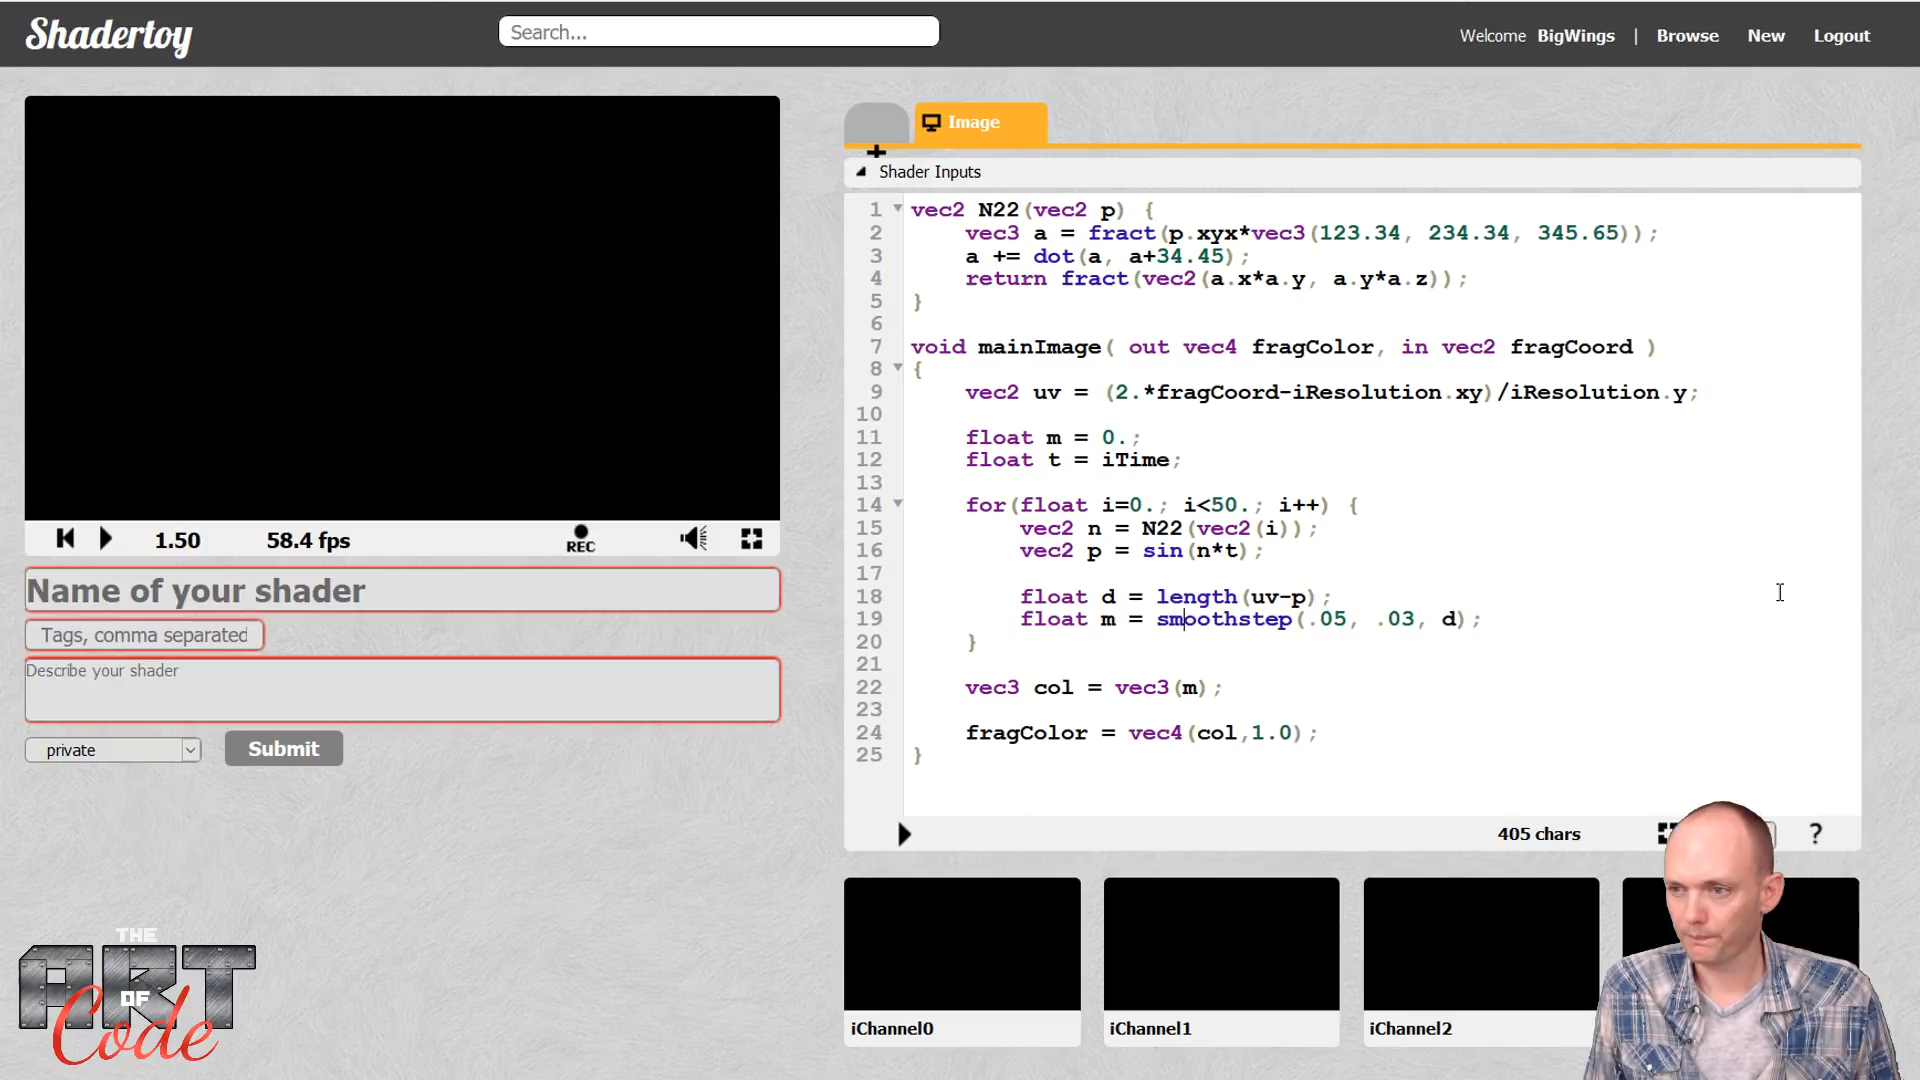 Shadertoy
Search...
Welcome BigWings | Browse New Logout
Image
+
Shader Inputs
1 vec2 N22(vec2 p) {
2 vec3 a = fract(p.xyx*vec3(123.34, 234.34, 345.65));
3 a += dot(a, a+34.45);
4 return fract(vec2(a.x*a.y, a.y*a.z));
5 }
6
7 void mainImage( out vec4 fragColor, in vec2 fragCoord )
8 {
9 vec2 uv = (2.*fragCoord-iResolution.xy)/iResolution.y;
10
11 float m = 0.;
12 float t = iTime;
13
14 for(float i=0.; i<50.; i++) {
15 vec2 n = N22(vec2(i));
16 vec2 p = sin(n*t);
17
18 float d = length(uv-p);
19 float m = smoothstep(.05, .03, d);
20 }
21
22 vec3 col = vec3(m);
23
24 fragColor = vec4(col,1.0);
25 }
405 chars
?
1.50 58.4 fps REC
Name of your shader
Tags, comma separated
Describe your shader
private Submit
iChannel0 iChannel1 iChannel2
THE
ART
OF
Code